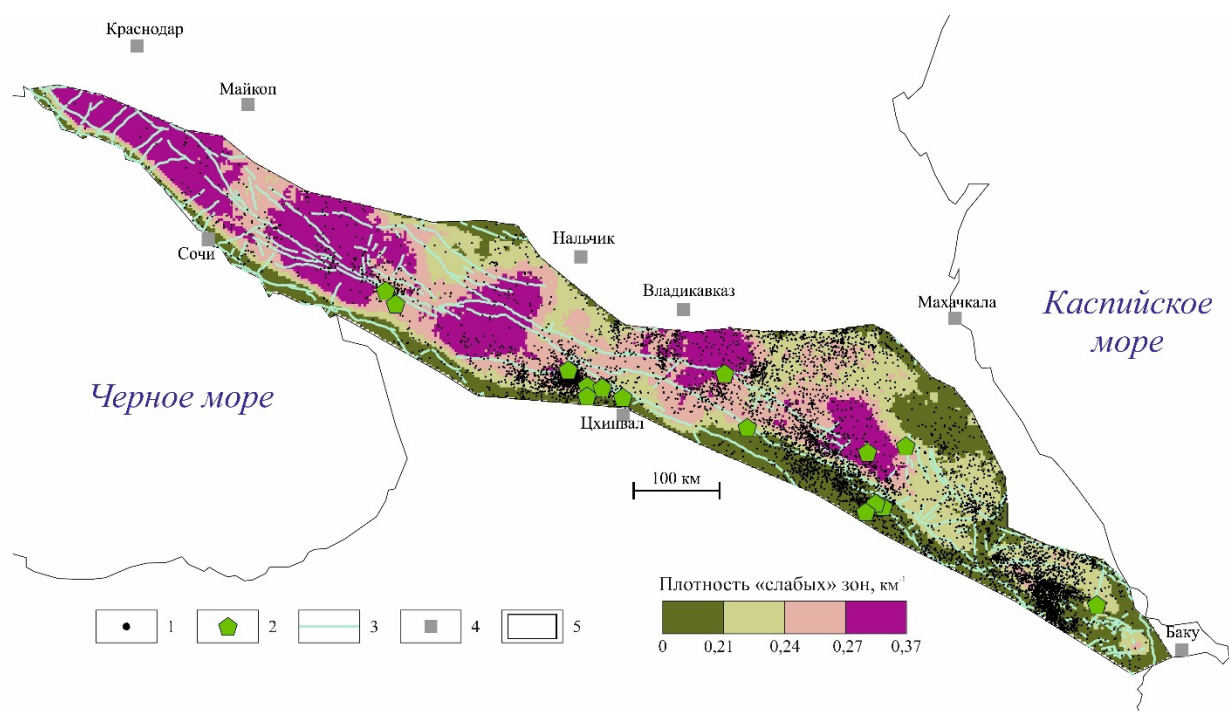 Краснодар
Майкоп
Сочи
Нальчик
Владикавказ
Махачкала
Каспийское
море
Черное море
Цхинвал
100 км
Плотность «слабых» зон, км⁻¹
0 0,21 0,24 0,27 0,37
1 2 3 4 5
Баку